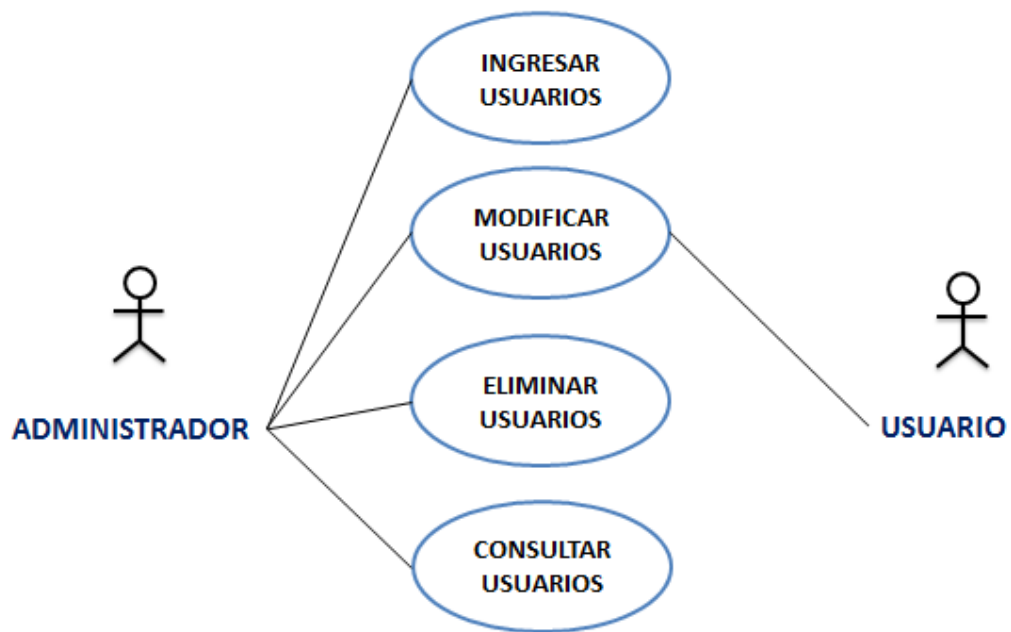 INGRESAR
USUARIOS
MODIFICAR
USUARIOS
ELIMINAR
USUARIOS
ADMINISTRADOR
USUARIO
CONSULTAR
USUARIOS